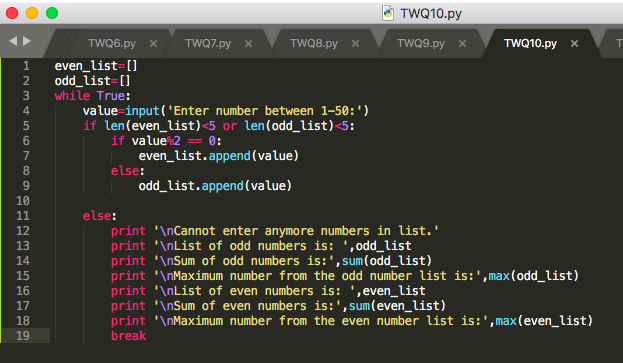 TWQ10.py
TWQ6.py × TWQ7.py × TWQ8.py × TWQ9.py × TWQ10.py × T
1 even_list=[]
2 odd_list=[]
3 while True:
4     value=input('Enter number between 1-50:')
5     if len(even_list)<5 or len(odd_list)<5:
6         if value%2 == 0:
7             even_list.append(value)
8         else:
9             odd_list.append(value)
10
11     else:
12         print '\nCannot enter anymore numbers in list.'
13         print '\nList of odd numbers is: ',odd_list
14         print '\nSum of odd numbers is:',sum(odd_list)
15         print '\nMaximum number from the odd number list is:',max(odd_list)
16         print '\nList of even numbers is: ',even_list
17         print '\nSum of even numbers is:',sum(even_list)
18         print '\nMaximum number from the even number list is:',max(even_list)
19         break